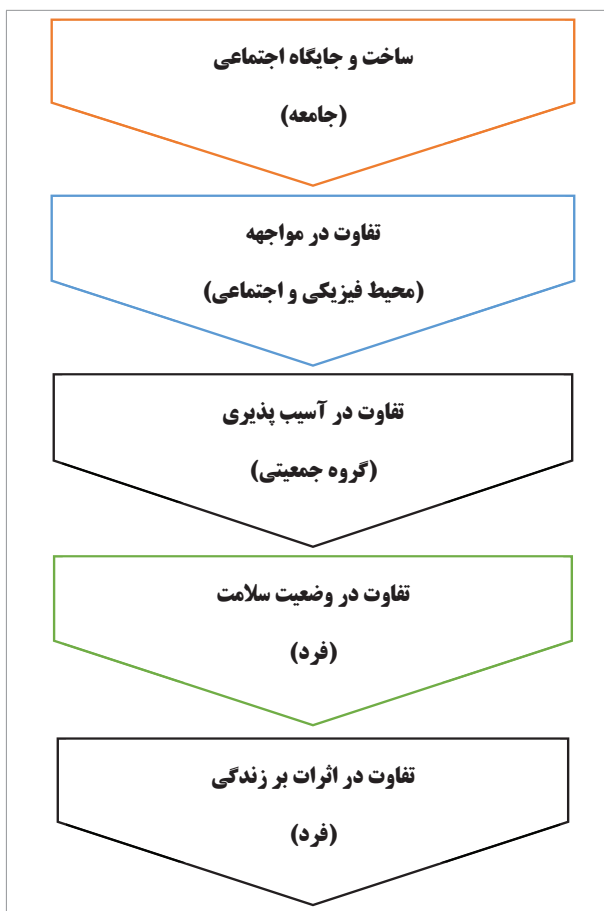 ساخت و جایگاه اجتماعی
(جامعه)
تفاوت در مواجهه
(محیط فیزیکی و اجتماعی)
تفاوت در آسیب پذیری
(گروه جمعیتی)
تفاوت در وضعیت سلامت
(فرد)
تفاوت در اثرات بر زندگی
(فرد)